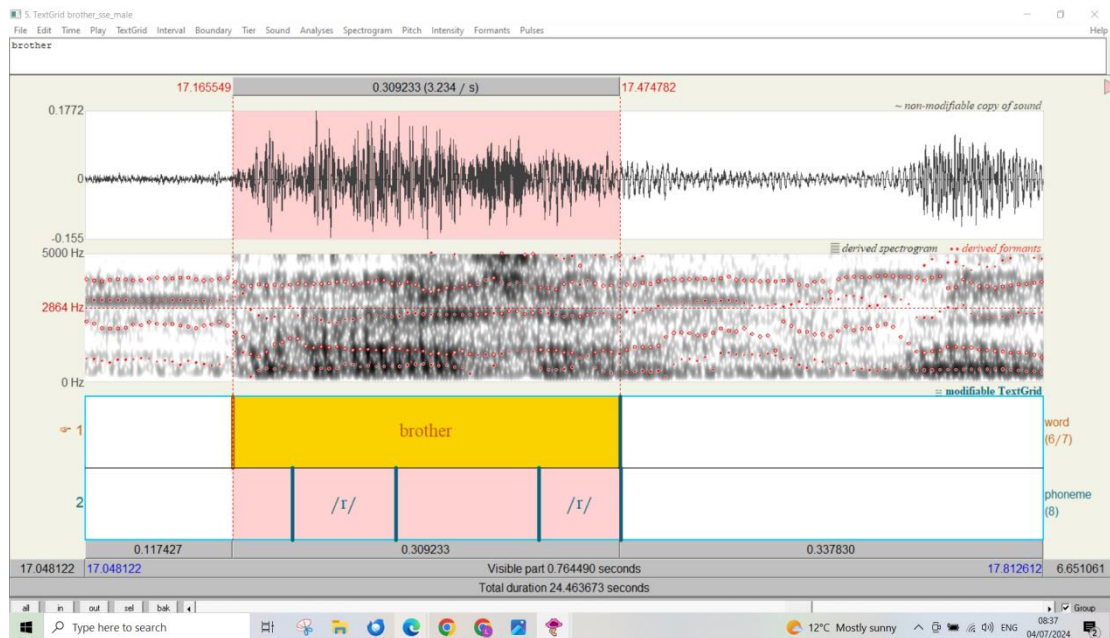 5. TextGrid brother_sse_male
File Edit Time Play TextGrid Interval Boundary Tier Sound Analyses Spectrogram Pitch Intensity Formants Pulses Help
brother
17.165549 0.309233 (3.234 / s) 17.474782
0.1772 ~ non-modifiable copy of sound
0
-0.155
5000 Hz derived spectrogram •• derived formants
2864 Hz
0 Hz
modifiable TextGrid
1 brother word
(6/7)
2 /r/ /r/ phoneme
(8)
0.117427 0.309233 0.337830
17.048122 17.048122 Visible part 0.764490 seconds 17.812612 6.651061
Total duration 24.463673 seconds
all in out sel bak Group
Type here to search 12°C Mostly sunny ENG 08:37
04/07/2024